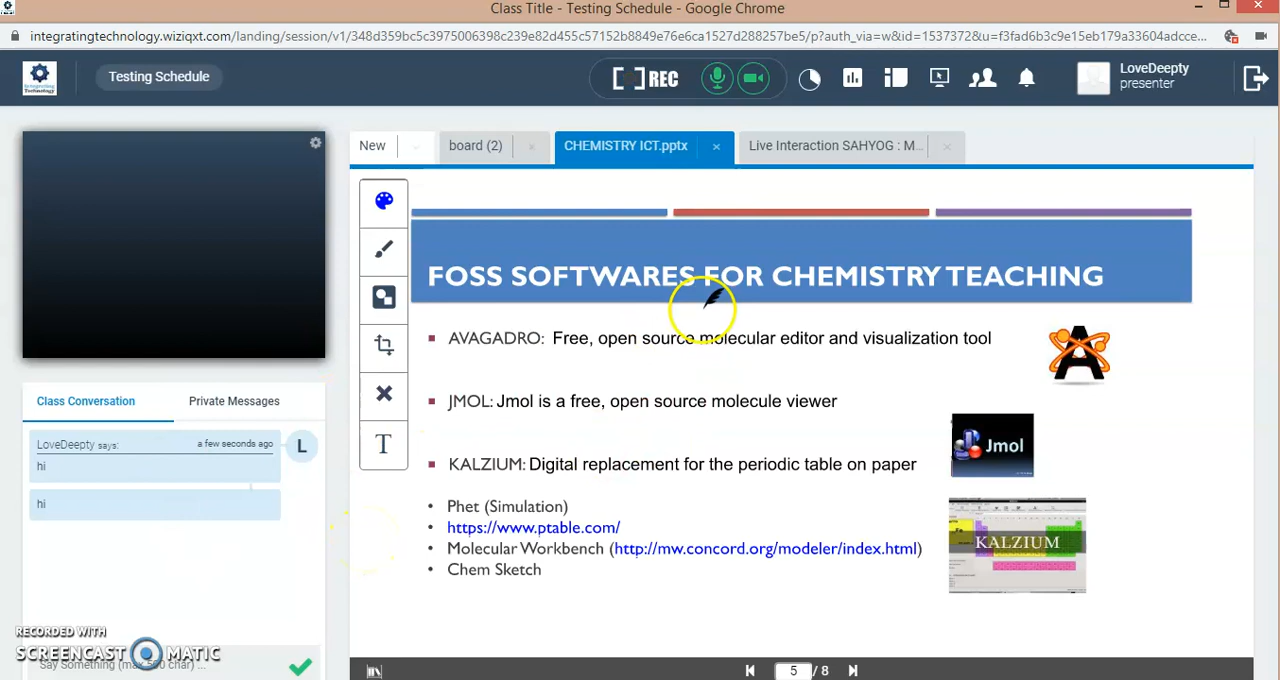 Class Title - Testing Schedule - Google Chrome
integratingtechnology.wiziqxt.com/landing/session/v1/348d359bc5c3975006398c239e82d455c57152b8849e76e6ca1527d288257be5/p?auth_via=w&id=1537372&u=f3fad6b3c9e15eb179a33604adcce...
Testing Schedule
REC
LoveDeepty
presenter
New
board (2)
CHEMISTRY ICT.pptx
Live Interaction SAHYOG : M...
FOSS SOFTWARES FOR CHEMISTRY TEACHING
AVAGADRO: Free, open source molecular editor and visualization tool
JMOL: Jmol is a free, open source molecule viewer
Jmol
KALZIUM: Digital replacement for the periodic table on paper
KALZIUM
• Phet (Simulation)
• https://www.ptable.com/
• Molecular Workbench (http://mw.concord.org/modeler/index.html)
• Chem Sketch
T
Class Conversation
Private Messages
LoveDeepty says:
a few seconds ago
L
hi
hi
RECORDED WITH
SCREENCAST MATIC
Say Something (max 500 char) ...
5 / 8